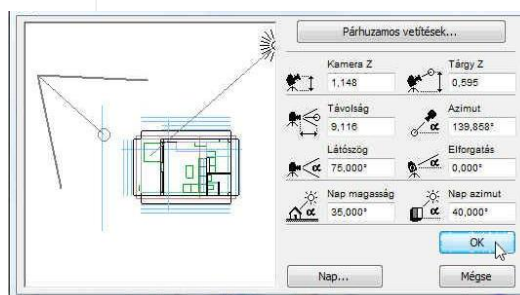 Párhuzamos vetítések...
Kamera Z Tárgy Z
1,148 0,595
Távolság Azimut
9,116 α 139,858°
Látószög Elforgatás
α 75,000° α 0,000°
Nap magasság Nap azimut
α 35,000° α 40,000°
OK
Nap... Mégse